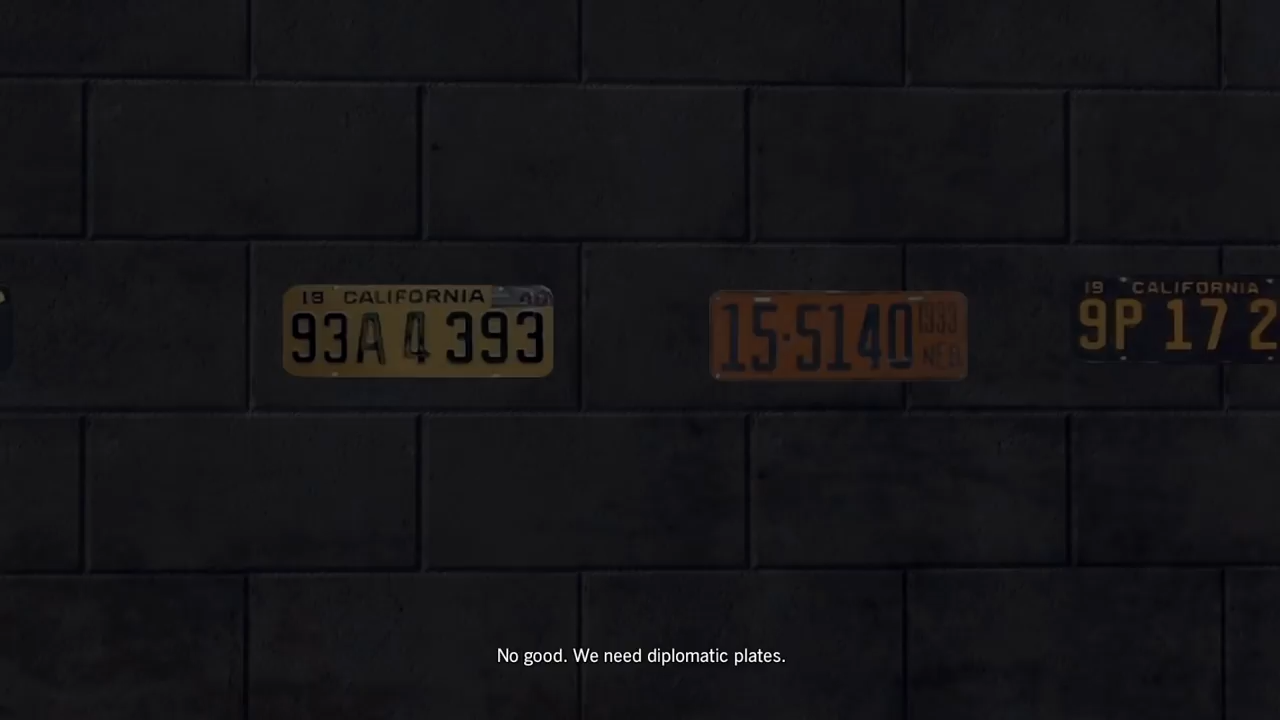 19 CALIFORNIA
93A 4 393
15·5140
1933
NEB
19 CALIFORNIA
9P 17 2
No good. We need diplomatic plates.